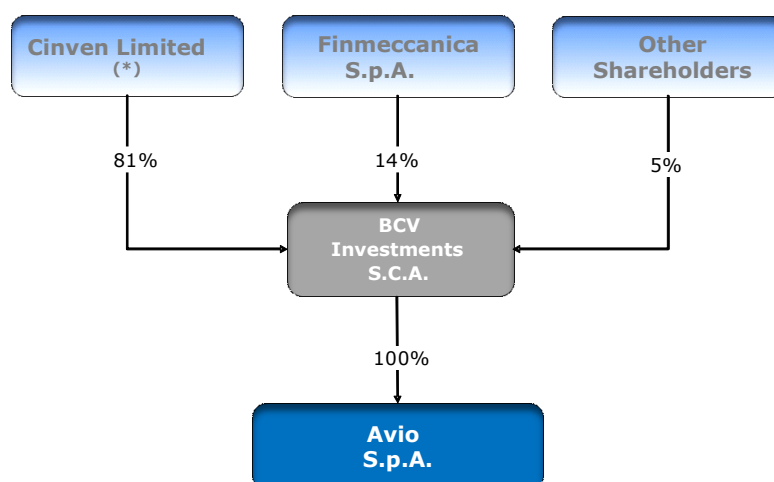 Cinven Limited
(*)
Finmeccanica
S.p.A.
Other
Shareholders
81%
14%
5%
BCV
Investments
S.C.A.
100%
Avio
S.p.A.